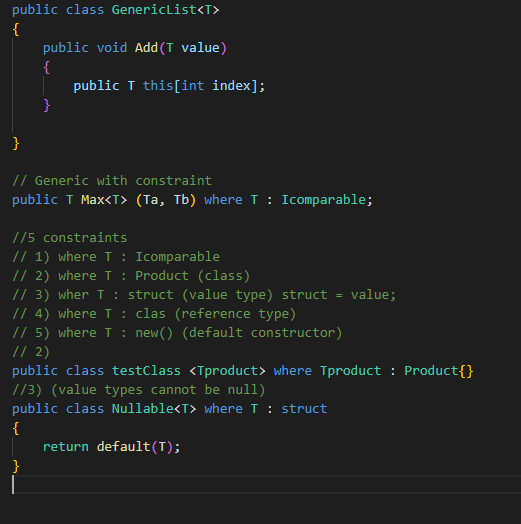 public class GenericList<T>
{
    public void Add(T value)
    {
        public T this[int index];
    }
}
// Generic with constraint
public T Max<T> (Ta, Tb) where T : Icomparable;
//5 constraints
// 1) where T : Icomparable
// 2) where T : Product (class)
// 3) wher T : struct (value type) struct = value;
// 4) where T : clas (reference type)
// 5) where T : new() (default constructor)
// 2)
public class testClass <Tproduct> where Tproduct : Product{}
//3) (value types cannot be null)
public class Nullable<T> where T : struct
{
    return default(T);
}